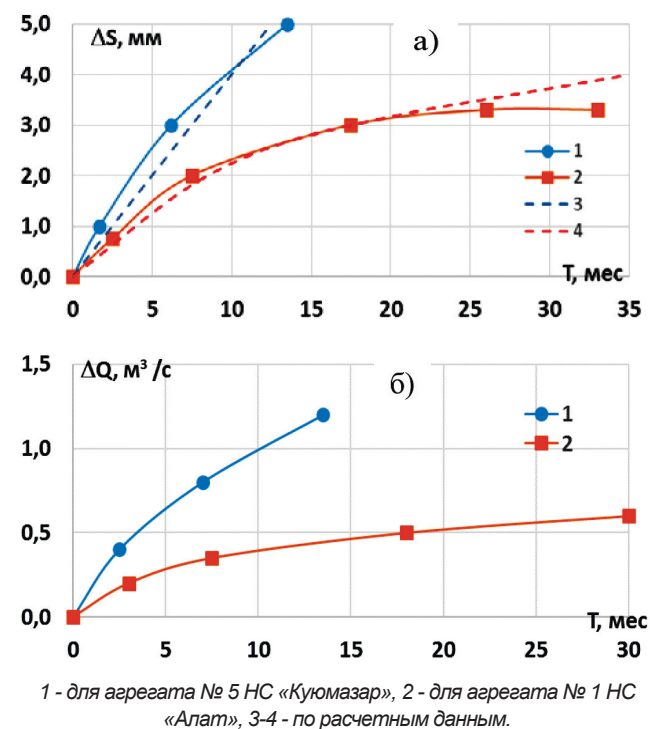 5,0
ΔS, мм
а)
4,0
3,0
2,0
1,0
0,0
1
2
3
4
T, мес
0 5 10 15 20 25 30 35
1,5
ΔQ, м³/с
б)
1,0
0,5
0,0
1
2
T, мес
0 5 10 15 20 25 30
1 - для агрегата № 5 НС «Куюмазар», 2 - для агрегата № 1 НС
«Алат», 3-4 - по расчетным данным.